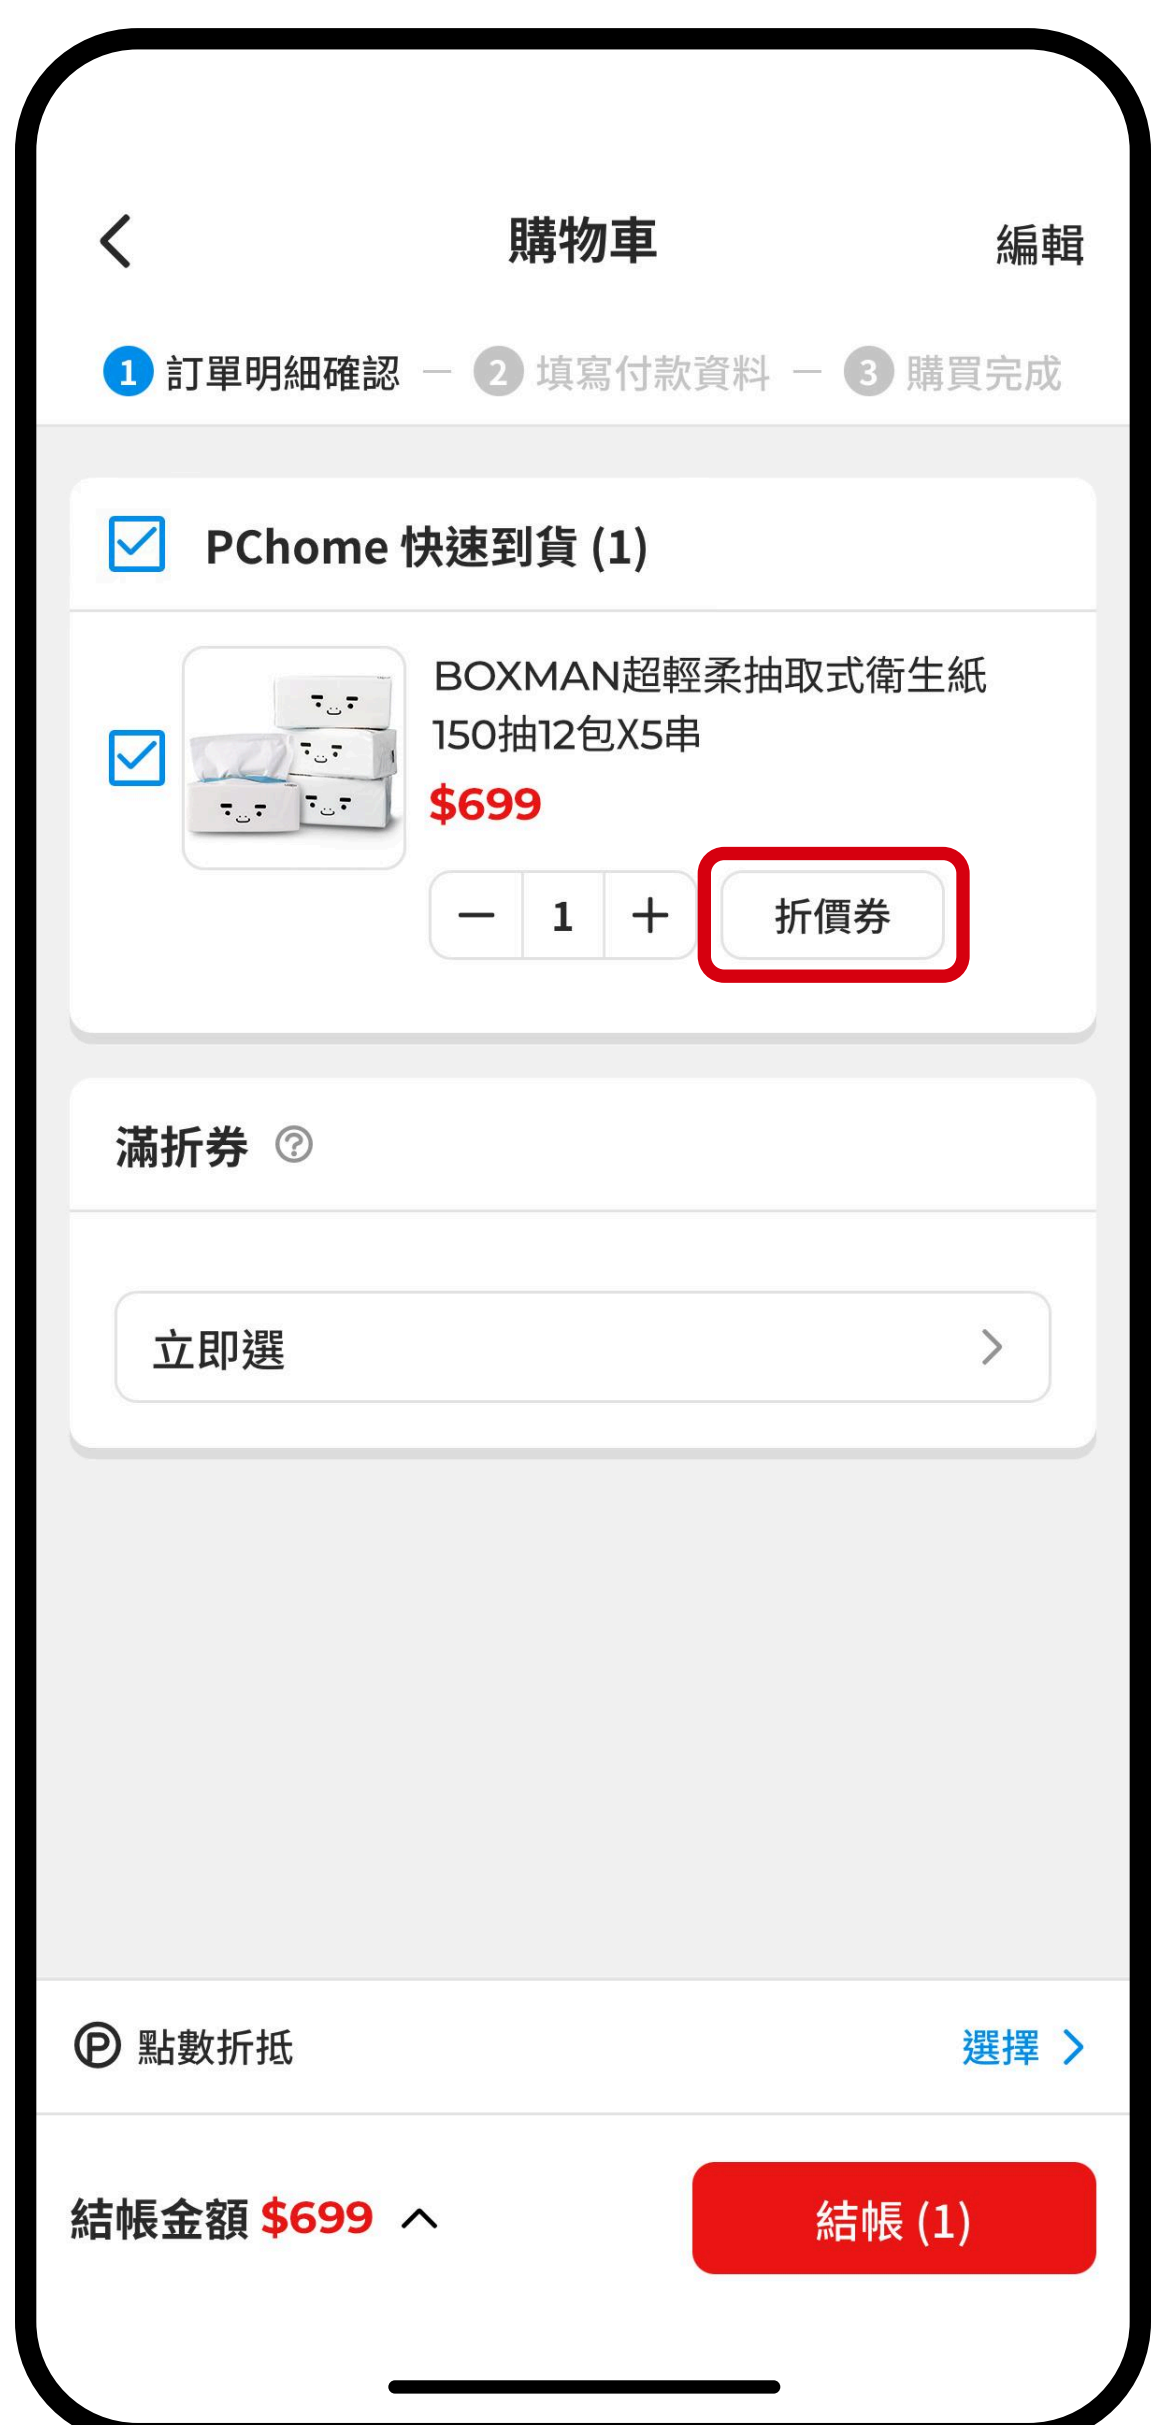 購物車
編輯
1 訂單明細確認 – 2 填寫付款資料 – 3 購買完成
PChome 快速到貨 (1)
BOXMAN超輕柔抽取式衛生紙
150抽12包X5串
$699
— 1 +
折價券
滿折券 ?
立即選
P 點數折抵
選擇
結帳金額 $699
結帳 (1)